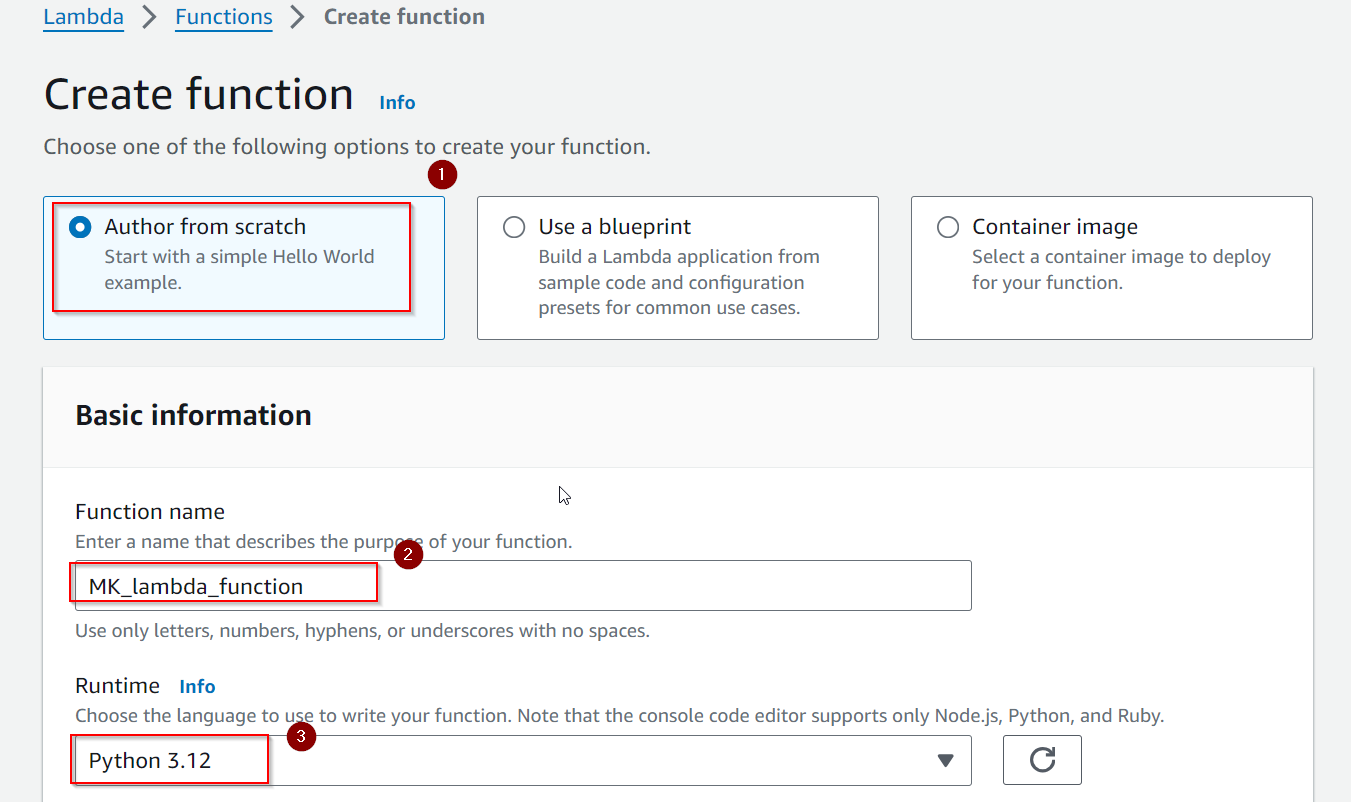 Lambda > Functions > Create function
Create function Info
Choose one of the following options to create your function.
1
Author from scratch
Start with a simple Hello World
example.
Use a blueprint
Build a Lambda application from
sample code and configuration
presets for common use cases.
Container image
Select a container image to deploy
for your function.
Basic information
Function name
Enter a name that describes the purpose of your function.
2
MK_lambda_function
Use only letters, numbers, hyphens, or underscores with no spaces.
Runtime Info
Choose the language to use to write your function. Note that the console code editor supports only Node.js, Python, and Ruby.
3
Python 3.12